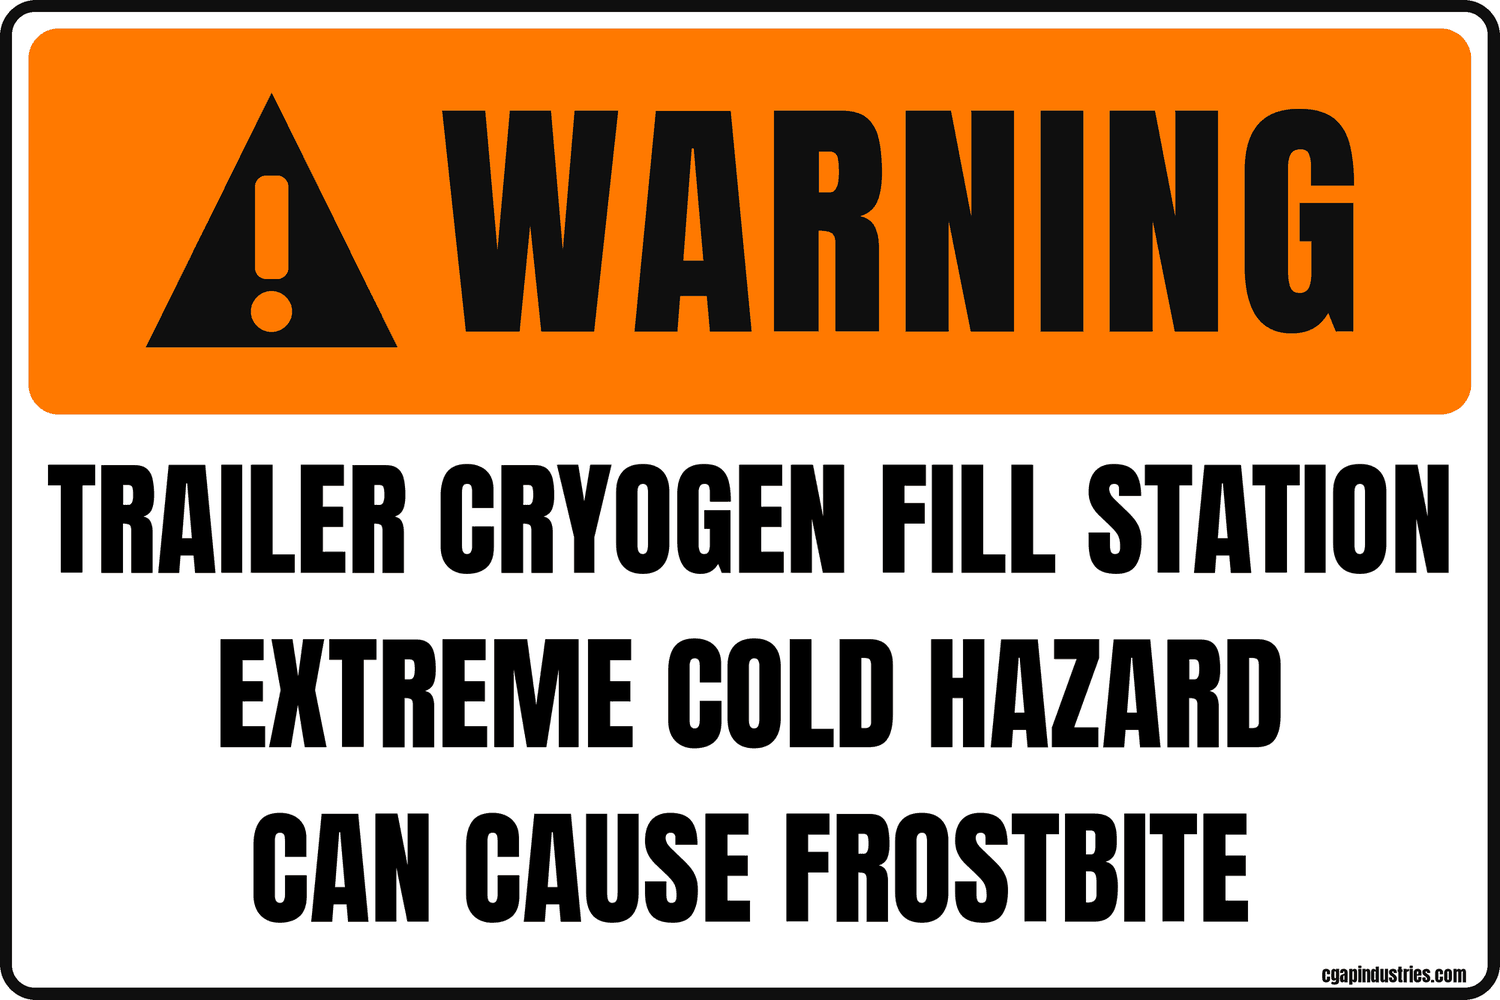 WARNING
TRAILER CRYOGEN FILL STATION
EXTREME COLD HAZARD
CAN CAUSE FROSTBITE
cgapindustries.com